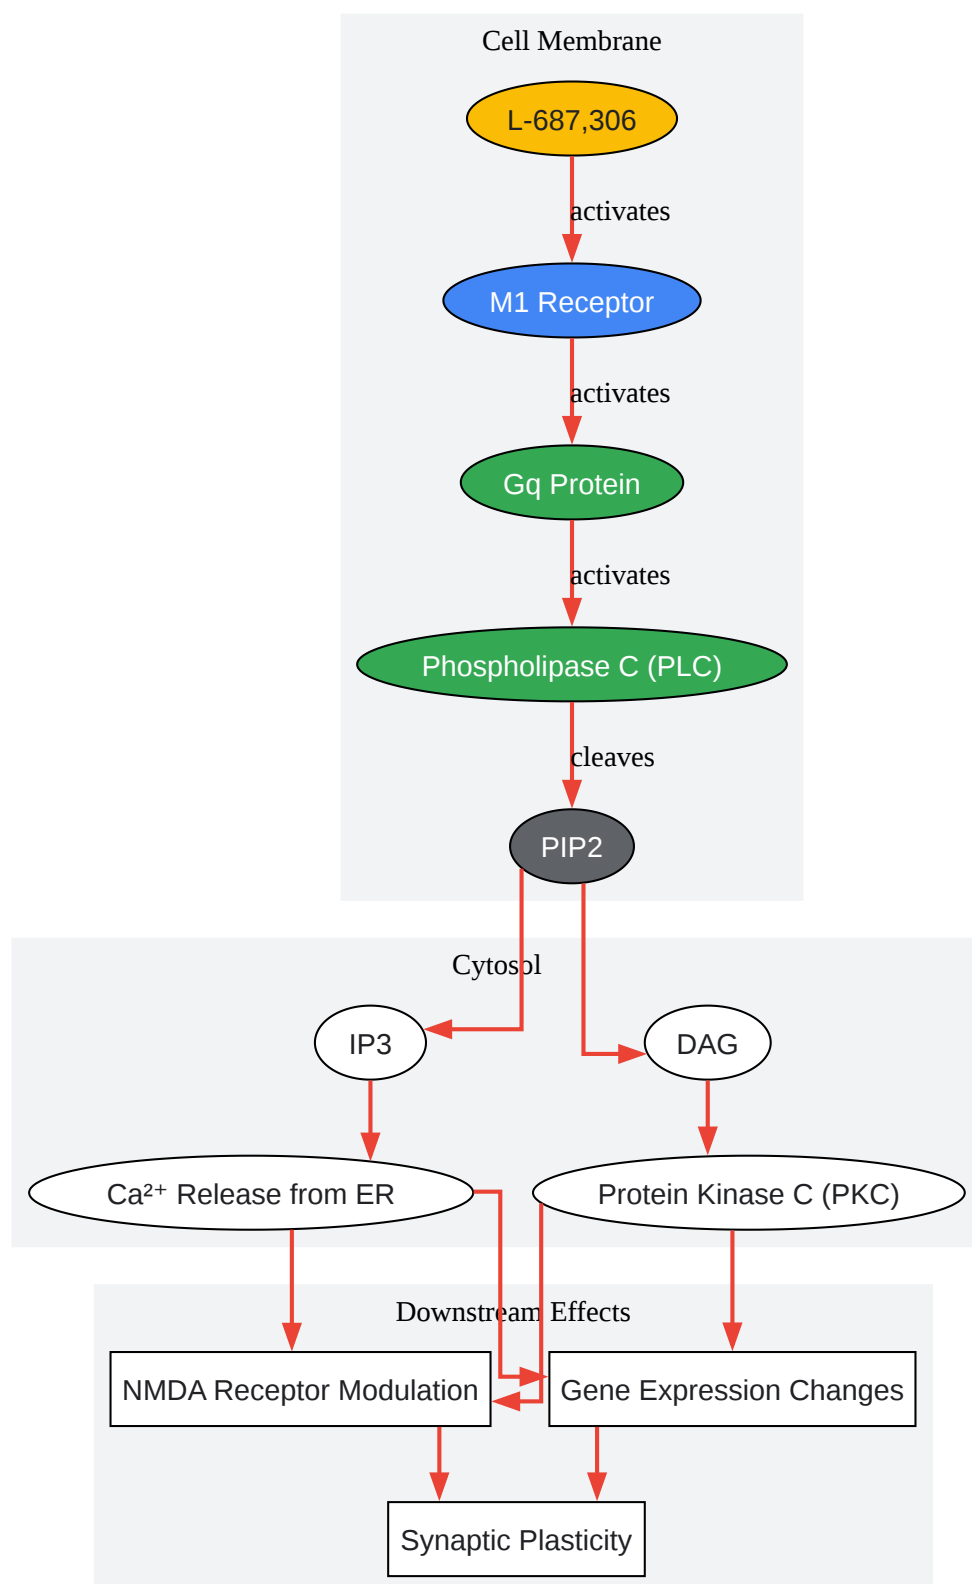 Cell Membrane
L-687,306
activates
M1 Receptor
activates
Gq Protein
activates
Phospholipase C (PLC)
cleaves
PIP2
Cytosol
IP3
DAG
Ca²⁺ Release from ER
Protein Kinase C (PKC)
Downstream Effects
NMDA Receptor Modulation
Gene Expression Changes
Synaptic Plasticity